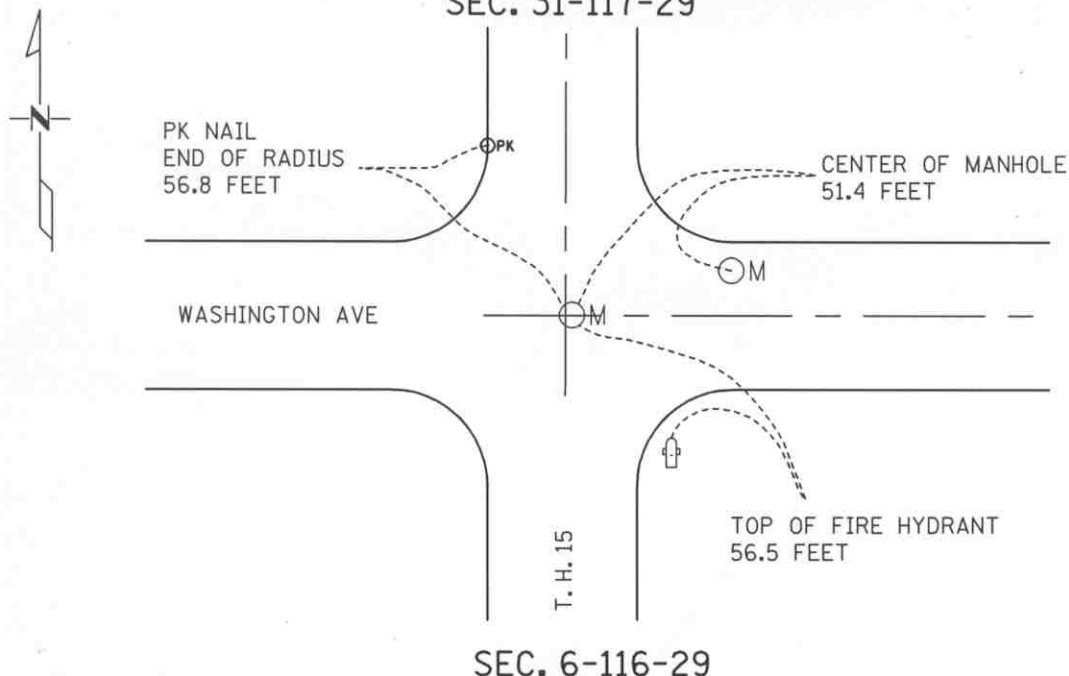 SEC. 31-117-29
N
PK NAIL
END OF RADIUS
56.8 FEET
PK
CENTER OF MANHOLE
51.4 FEET
M
WASHINGTON AVE
M
TOP OF FIRE HYDRANT
56.5 FEET
T.H.15
SEC. 6-116-29